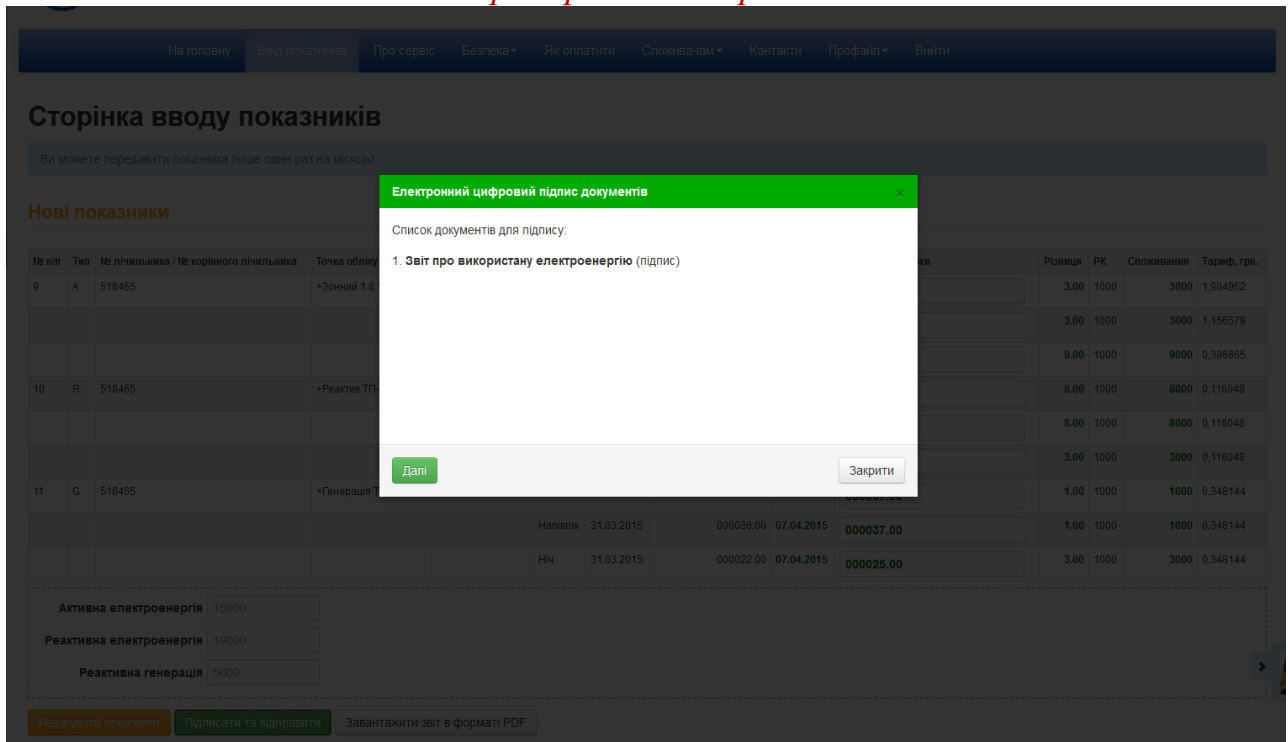 На головну Ввід показників Про сервіс Безпека Як оплатити Споживачам Контакти Профайл Вийти
Сторінка вводу показників
Ви можете передавати показники лише один раз на місяць!
Електронний цифровий підпис документів ×
Нові показники
Список документів для підпису:
1. Звіт про використану електроенергію (підпис)
№ п/п Тип № лічильника / № корінного лічильника Точка обліку Різниця РК Споживання Тариф, грн.
9 A 518465 +Зонний 1.8. 3.00 1000 3000 1,904952
3.00 1000 3000 1,156578
9.00 1000 9000 0,396865
10 R 518465 +Реактив ТП- 8.00 1000 8000 0,116048
8.00 1000 8000 0,116048
3.00 1000 3000 0,116048
Далі Закрити
11 G 518465 +Генерація Т 1.00 1000 1000 0,348144
Напівпік 31.03.2015 000036.00 07.04.2015 000037.00 1.00 1000 1000 0,348144
Ніч 31.03.2015 000022.00 07.04.2015 000025.00 3.00 1000 3000 0,348144
Активна електроенергія 15000
Реактивна електроенергія 19000
Реактивна генерація 5000
Редагувати показники Підписати та відправити Завантажити звіт в форматі PDF